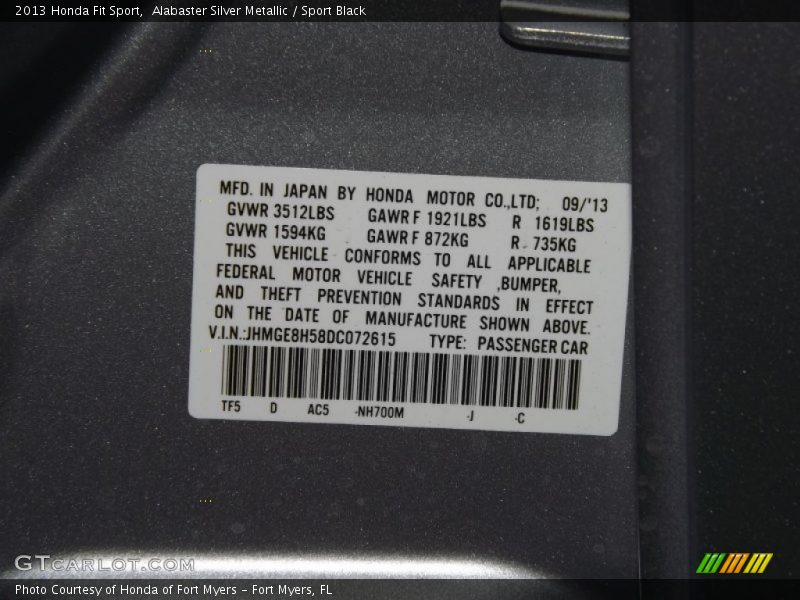 2013 Honda Fit Sport, Alabaster Silver Metallic / Sport Black
MFD. IN JAPAN BY HONDA MOTOR CO.,LTD; 09/'13
GVWR 3512LBS GAWR F 1921LBS R 1619LBS
GVWR 1594KG GAWR F 872KG R 735KG
THIS VEHICLE CONFORMS TO ALL APPLICABLE
FEDERAL MOTOR VEHICLE SAFETY ,BUMPER,
AND THEFT PREVENTION STANDARDS IN EFFECT
ON THE DATE OF MANUFACTURE SHOWN ABOVE.
V.I.N.:JHMGE8H58DC072615 TYPE: PASSENGER CAR
TF5 D AC5 -NH700M -J -C
GTCARLOT.COM
Photo Courtesy of Honda of Fort Myers - Fort Myers, FL